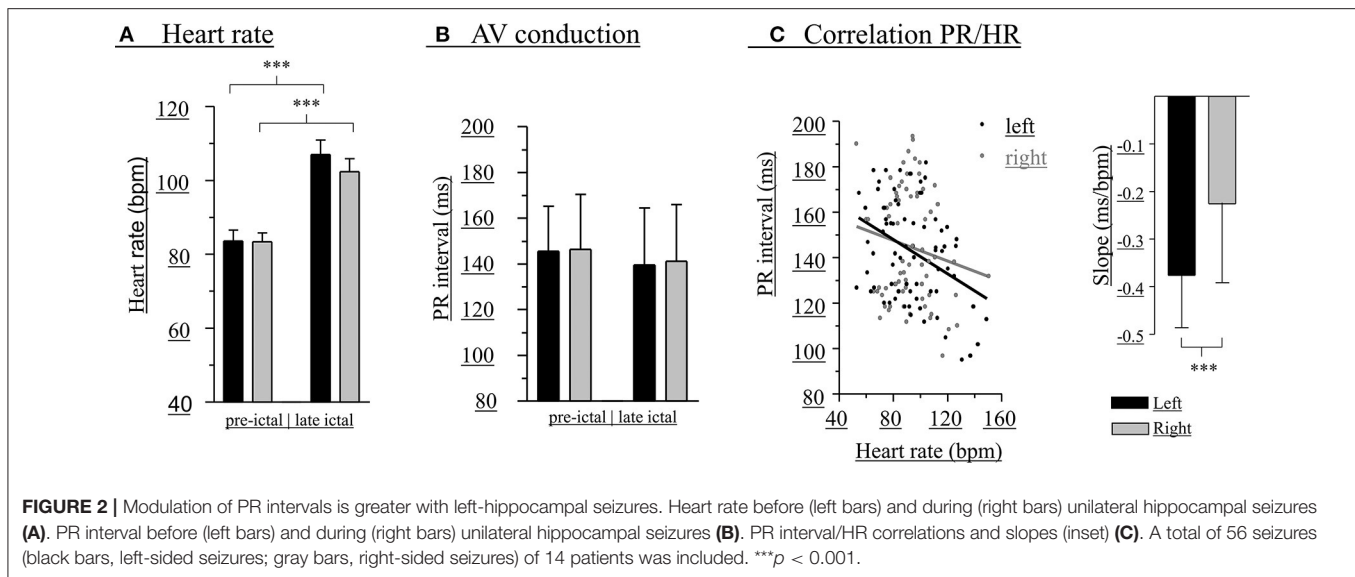 A Heart rate
B AV conduction
C Correlation PR/HR
***
***
Heart rate (bpm)
120
100
80
60
40
pre-ictal | late ictal
PR interval (ms)
200
180
160
140
120
100
80
pre-ictal | late ictal
PR interval (ms)
200
180
160
140
120
100
80
40 80 120 160
Heart rate (bpm)
left
right
Slope (ms/bpm)
-0.1
-0.2
-0.3
-0.4
-0.5
***
Left
Right
FIGURE 2 | Modulation of PR intervals is greater with left-hippocampal seizures. Heart rate before (left bars) and during (right bars) unilateral hippocampal seizures
(A). PR interval before (left bars) and during (right bars) unilateral hippocampal seizures (B). PR interval/HR correlations and slopes (inset) (C). A total of 56 seizures
(black bars, left-sided seizures; gray bars, right-sided seizures) of 14 patients was included. ***p < 0.001.